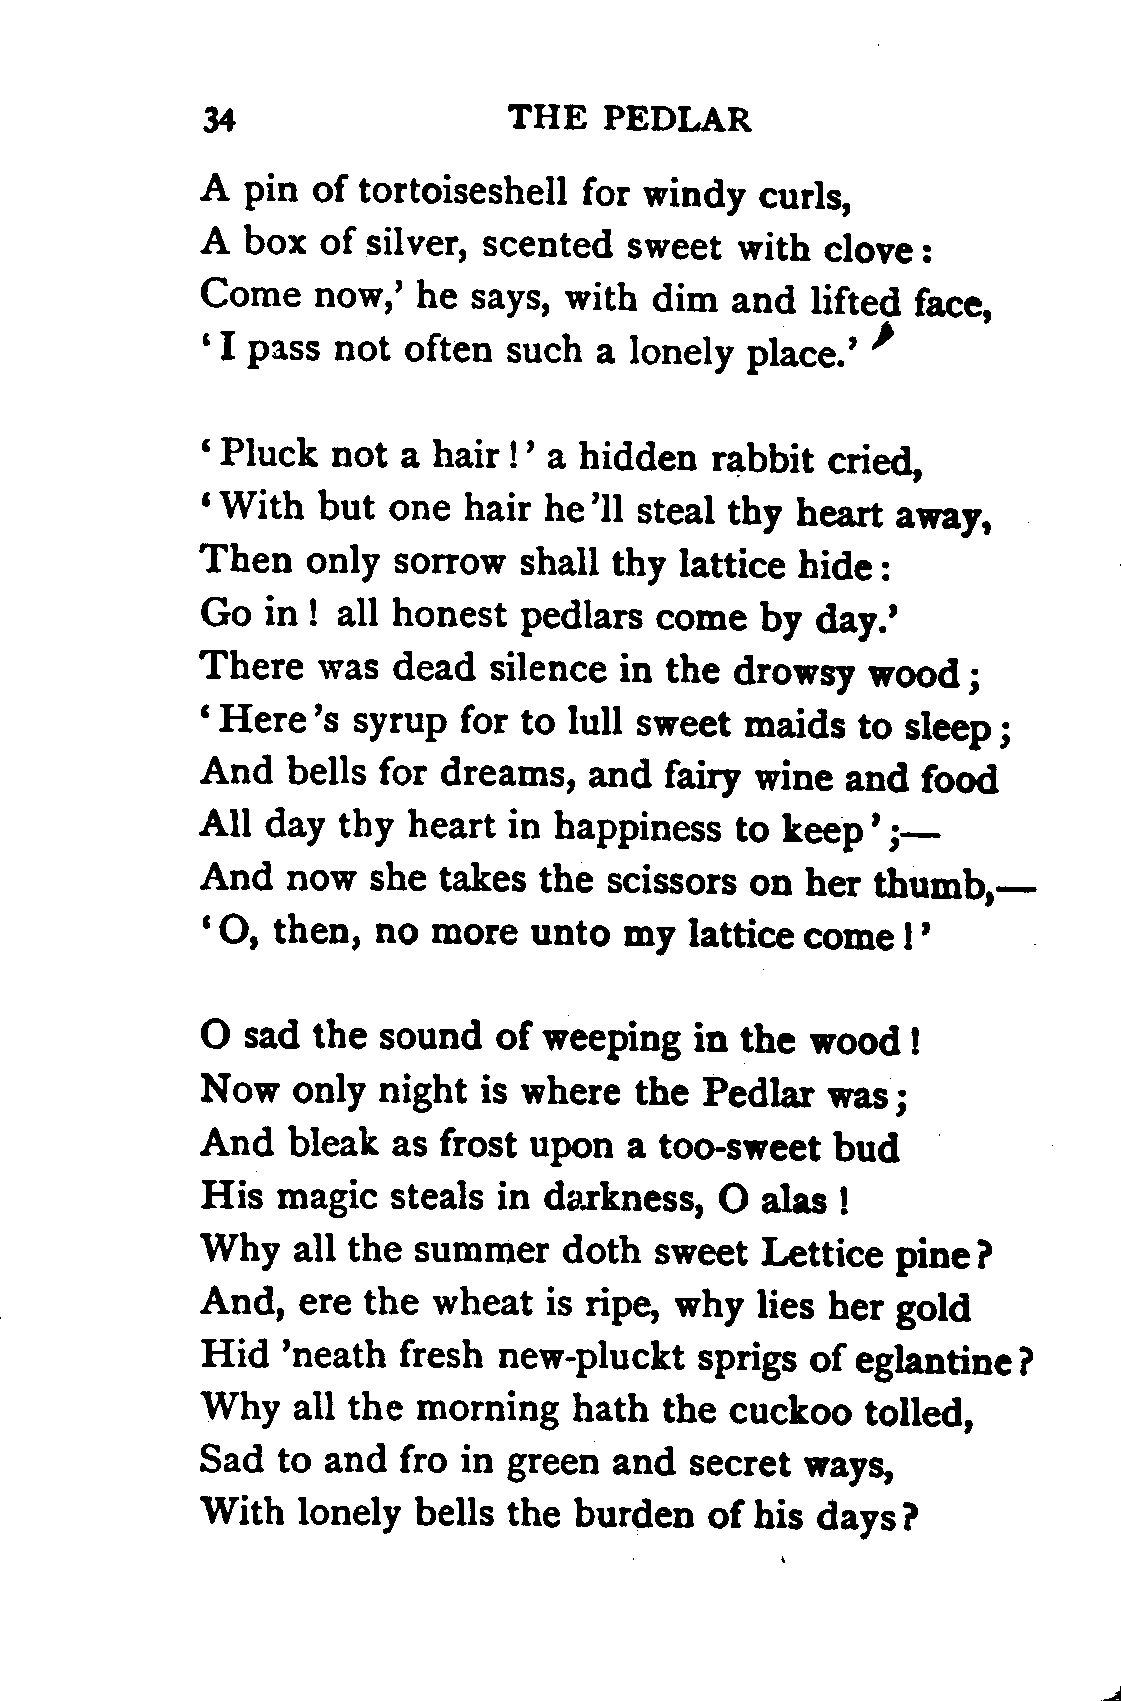 34 THE PEDLAR
A pin of tortoiseshell for windy curls,
A box of silver, scented sweet with clove :
Come now,' he says, with dim and lifted face,
' I pass not often such a lonely place.'
' Pluck not a hair ! ' a hidden rabbit cried,
' With but one hair he 'll steal thy heart away,
Then only sorrow shall thy lattice hide :
Go in ! all honest pedlars come by day.'
There was dead silence in the drowsy wood ;
' Here 's syrup for to lull sweet maids to sleep ;
And bells for dreams, and fairy wine and food
All day thy heart in happiness to keep ' ;—
And now she takes the scissors on her thumb,—
' O, then, no more unto my lattice come ! '
O sad the sound of weeping in the wood !
Now only night is where the Pedlar was ;
And bleak as frost upon a too-sweet bud
His magic steals in darkness, O alas !
Why all the summer doth sweet Lettice pine ?
And, ere the wheat is ripe, why lies her gold
Hid 'neath fresh new-pluckt sprigs of eglantine ?
Why all the morning hath the cuckoo tolled,
Sad to and fro in green and secret ways,
With lonely bells the burden of his days ?